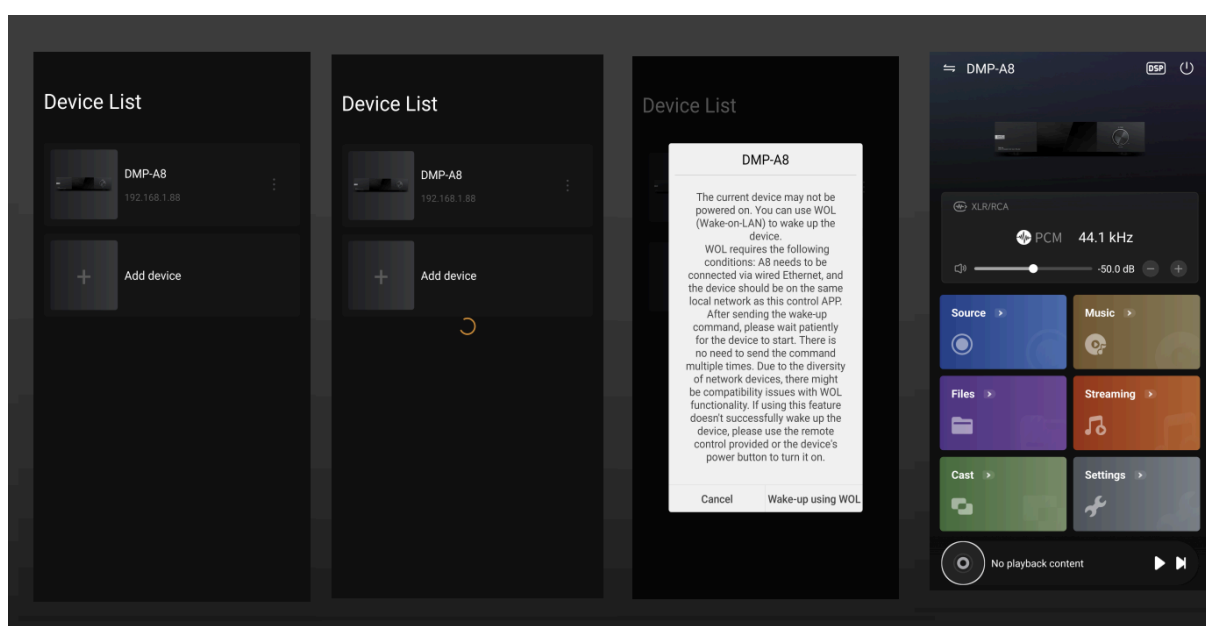 Device List
DMP-A8
192.168.1.88
Add device
Device List
DMP-A8
192.168.1.88
Add device
Device List
DMP-A8
The current device may not be
powered on. You can use WOL
(Wake-on-LAN) to wake up the
device.
WOL requires the following
conditions: A8 needs to be
connected via wired Ethernet, and
the device should be on the same
local network as this control APP.
After sending the wake-up
command, please wait patiently
for the device to start. There is
no need to send the command
multiple times. Due to the diversity
of network devices, there might
be compatibility issues with WOL
functionality. If using this feature
doesn't successfully wake up the
device, please use the remote
control provided or the device's
power button to turn it on.
Cancel Wake-up using WOL
DMP-A8 DSP
XLR/RCA
PCM 44.1 kHz
-50.0 dB
Source Music
Files Streaming
Cast Settings
No playback content